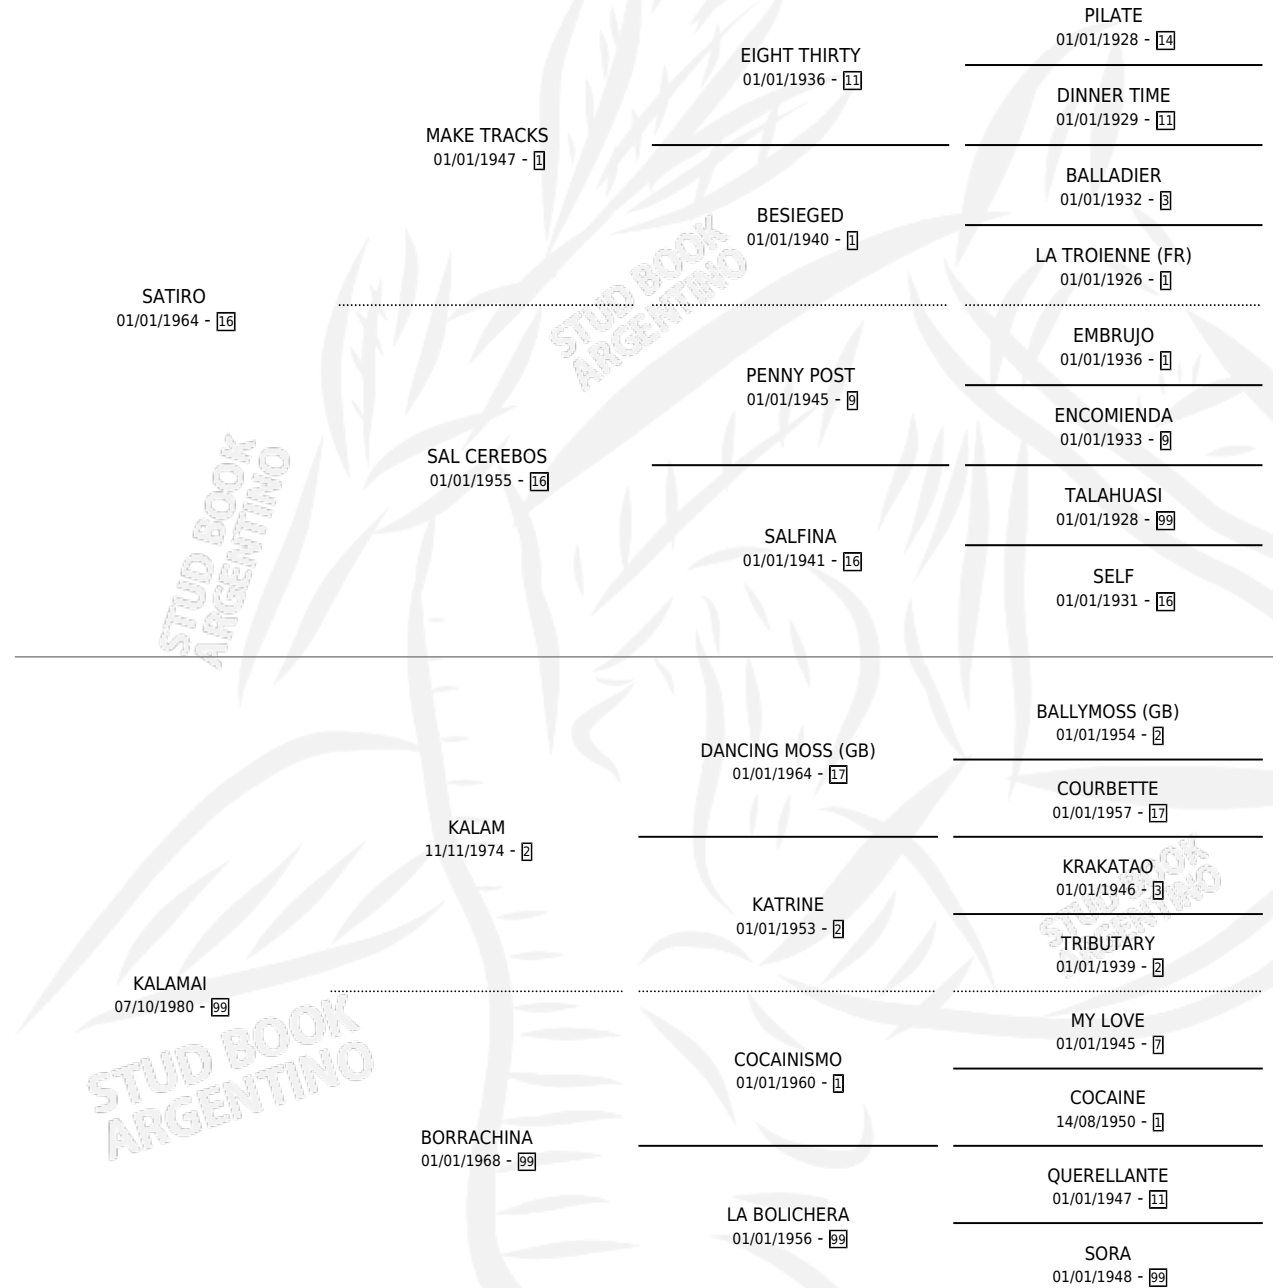 PILATE
01/01/1928 - 14
EIGHT THIRTY
01/01/1936 - 11
DINNER TIME
01/01/1929 - 11
MAKE TRACKS
01/01/1947 - 1
BALLADIER
01/01/1932 - 3
BESIEGED
01/01/1940 - 1
LA TROIENNE (FR)
01/01/1926 - 1
SATIRO
01/01/1964 - 16
EMBRUJO
01/01/1936 - 1
PENNY POST
01/01/1945 - 9
ENCOMIENDA
01/01/1933 - 9
SAL CEREBOS
01/01/1955 - 16
TALAHUASI
01/01/1928 - 99
SALFINA
01/01/1941 - 16
SELF
01/01/1931 - 16
BALLYMOSS (GB)
01/01/1954 - 2
DANCING MOSS (GB)
01/01/1964 - 17
COURBETTE
01/01/1957 - 17
KALAM
11/11/1974 - 2
KRAKATAO
01/01/1946 - 3
KATRINE
01/01/1953 - 2
TRIBUTARY
01/01/1939 - 2
KALAMAI
07/10/1980 - 99
MY LOVE
01/01/1945 - 7
COCAINISMO
01/01/1960 - 1
COCAINE
14/08/1950 - 1
BORRACHINA
01/01/1968 - 99
QUERELLANTE
01/01/1947 - 11
LA BOLICHERA
01/01/1956 - 99
SORA
01/01/1948 - 99
STUD BOOK
ARGENTINO
STUD BOOK
ARGENTINO
STUD BOOK
ARGENTINO
STUD BOOK
ARGENTINO